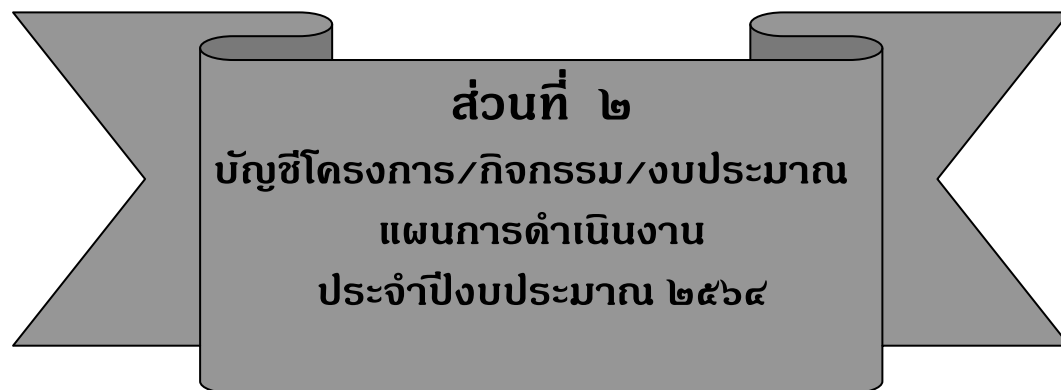 ส่วนที่ ๒
บัญชีโครงการ/กิจกรรม/งบประมาณ
แผนการดำเนินงาน
ประจำปีงบประมาณ ๒๕๖๔